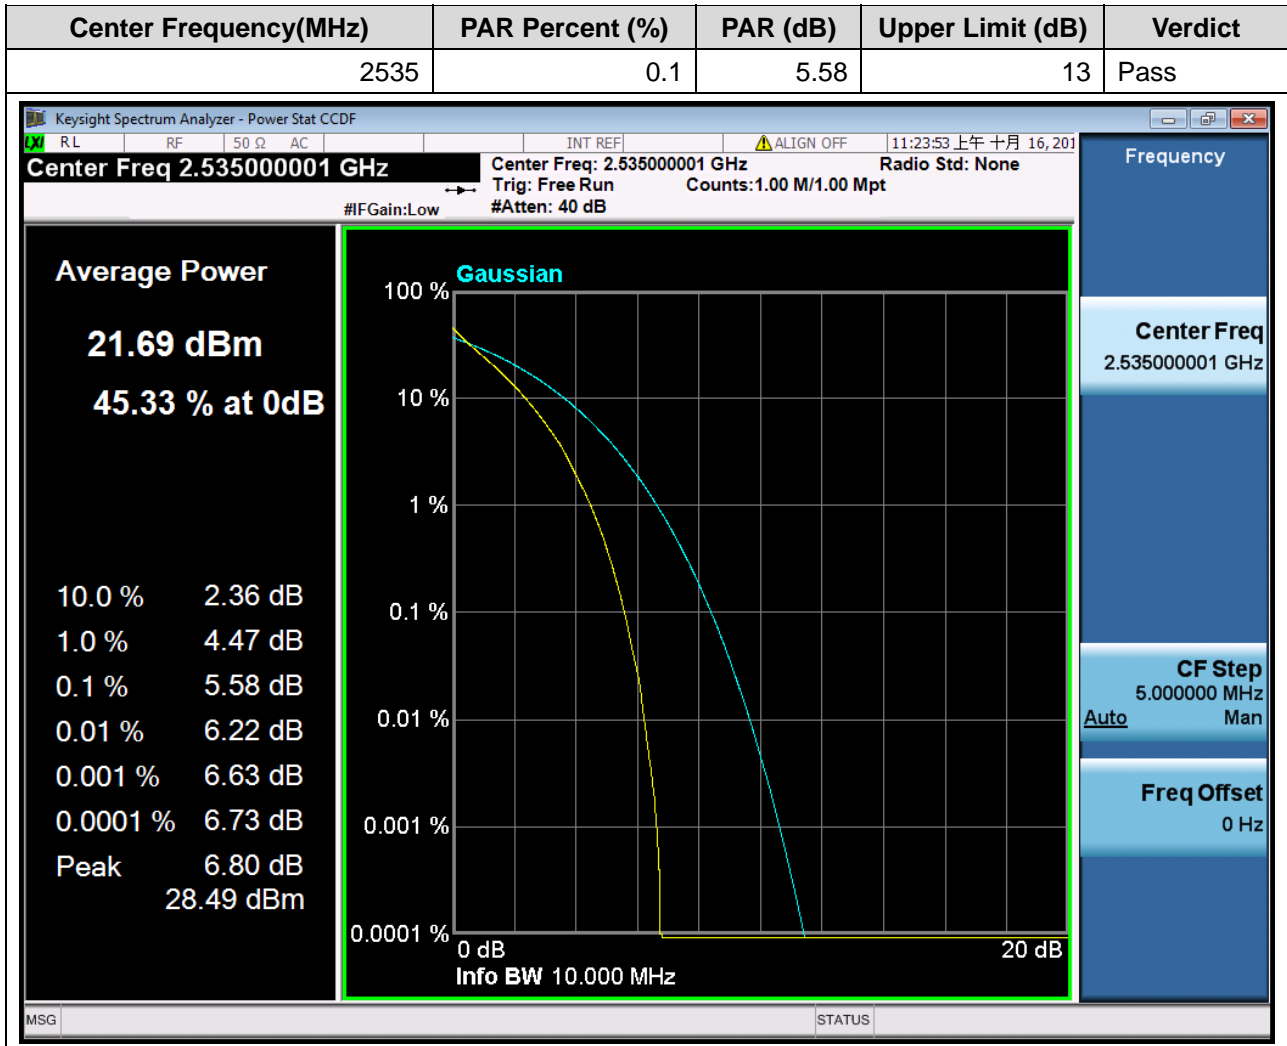 Center Frequency(MHz) PAR Percent (%) PAR (dB) Upper Limit (dB) Verdict
2535 0.1 5.58 13 Pass
Keysight Spectrum Analyzer - Power Stat CCDF
LXI RL RF 50 Ω AC INT REF ALIGN OFF 11:23:53 上午 十月 16, 201
Center Freq 2.535000001 GHz
#IFGain:Low
Center Freq: 2.535000001 GHz Radio Std: None
Trig: Free Run Counts:1.00 M/1.00 Mpt
#Atten: 40 dB
Average Power
21.69 dBm
45.33 % at 0dB
10.0 % 2.36 dB
1.0 % 4.47 dB
0.1 % 5.58 dB
0.01 % 6.22 dB
0.001 % 6.63 dB
0.0001 % 6.73 dB
Peak 6.80 dB
28.49 dBm
Gaussian
100 %
10 %
1 %
0.1 %
0.01 %
0.001 %
0.0001 %
0 dB 20 dB
Info BW 10.000 MHz
Frequency
Center Freq
2.535000001 GHz
CF Step
5.000000 MHz
Auto Man
Freq Offset
0 Hz
MSG STATUS